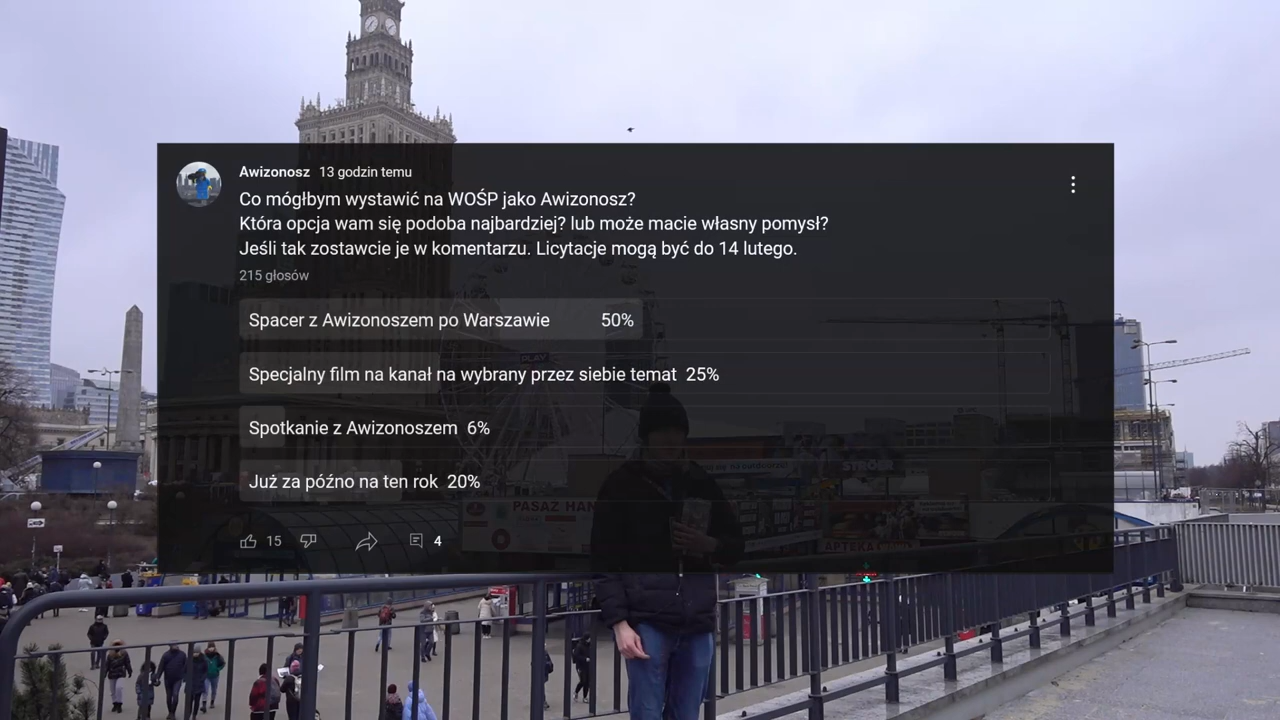 Awizonosz 13 godzin temu
Co mógłbym wystawić na WOŚP jako Awizonosz?
Która opcja wam się podoba najbardziej? lub może macie własny pomysł?
Jeśli tak zostawcie je w komentarzu. Licytacje mogą być do 14 lutego.
215 głosów
Spacer z Awizonoszem po Warszawie 50%
Specjalny film na kanał na wybrany przez siebie temat 25%
Spotkanie z Awizonoszem 6%
Już za późno na ten rok 20%
15 4
PLAY
STRÖER
PASAŻ HAN
APTEKA